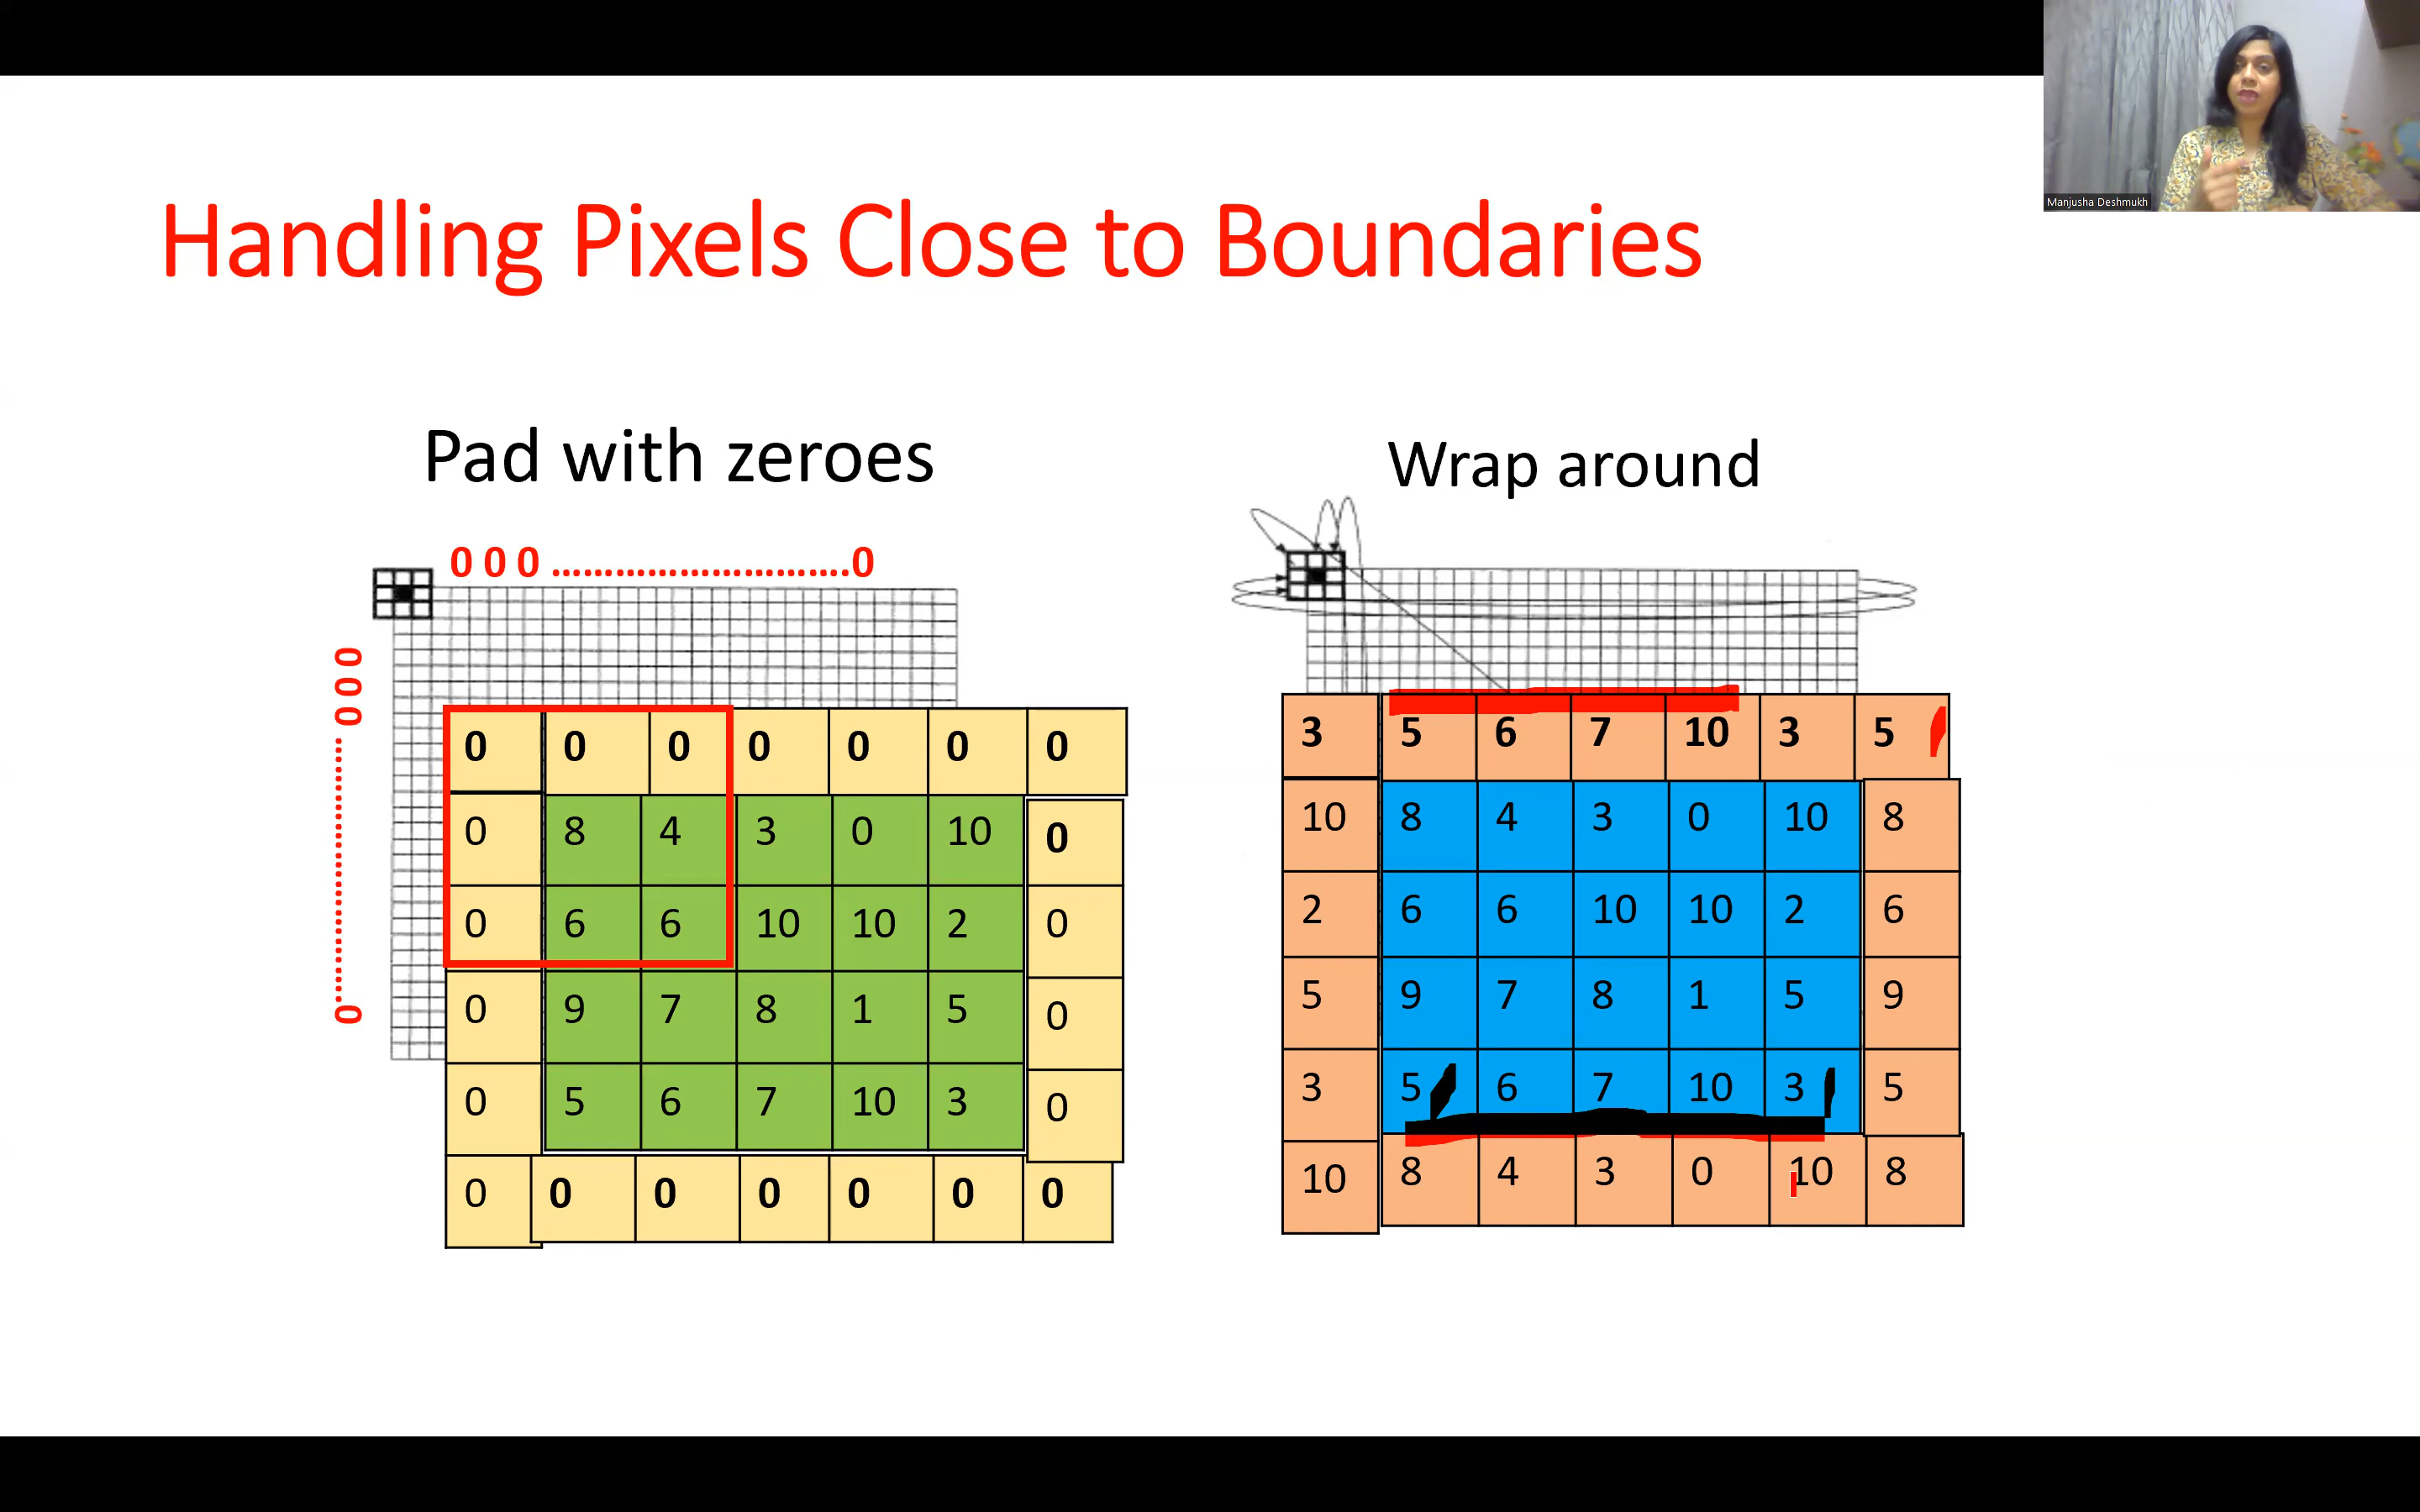 Manjusha Deshmukh
Handling Pixels Close to Boundaries
Pad with zeroes
0 0 0 ............................0
0 0 0 ............................0
0 0 0 0 0 0 0
0 8 4 3 0 10 0
0 6 6 10 10 2 0
0 9 7 8 1 5 0
0 5 6 7 10 3 0
0 0 0 0 0 0 0
Wrap around
3 5 6 7 10 3 5
10 8 4 3 0 10 8
2 6 6 10 10 2 6
5 9 7 8 1 5 9
3 5 6 7 10 3 5
10 8 4 3 0 10 8